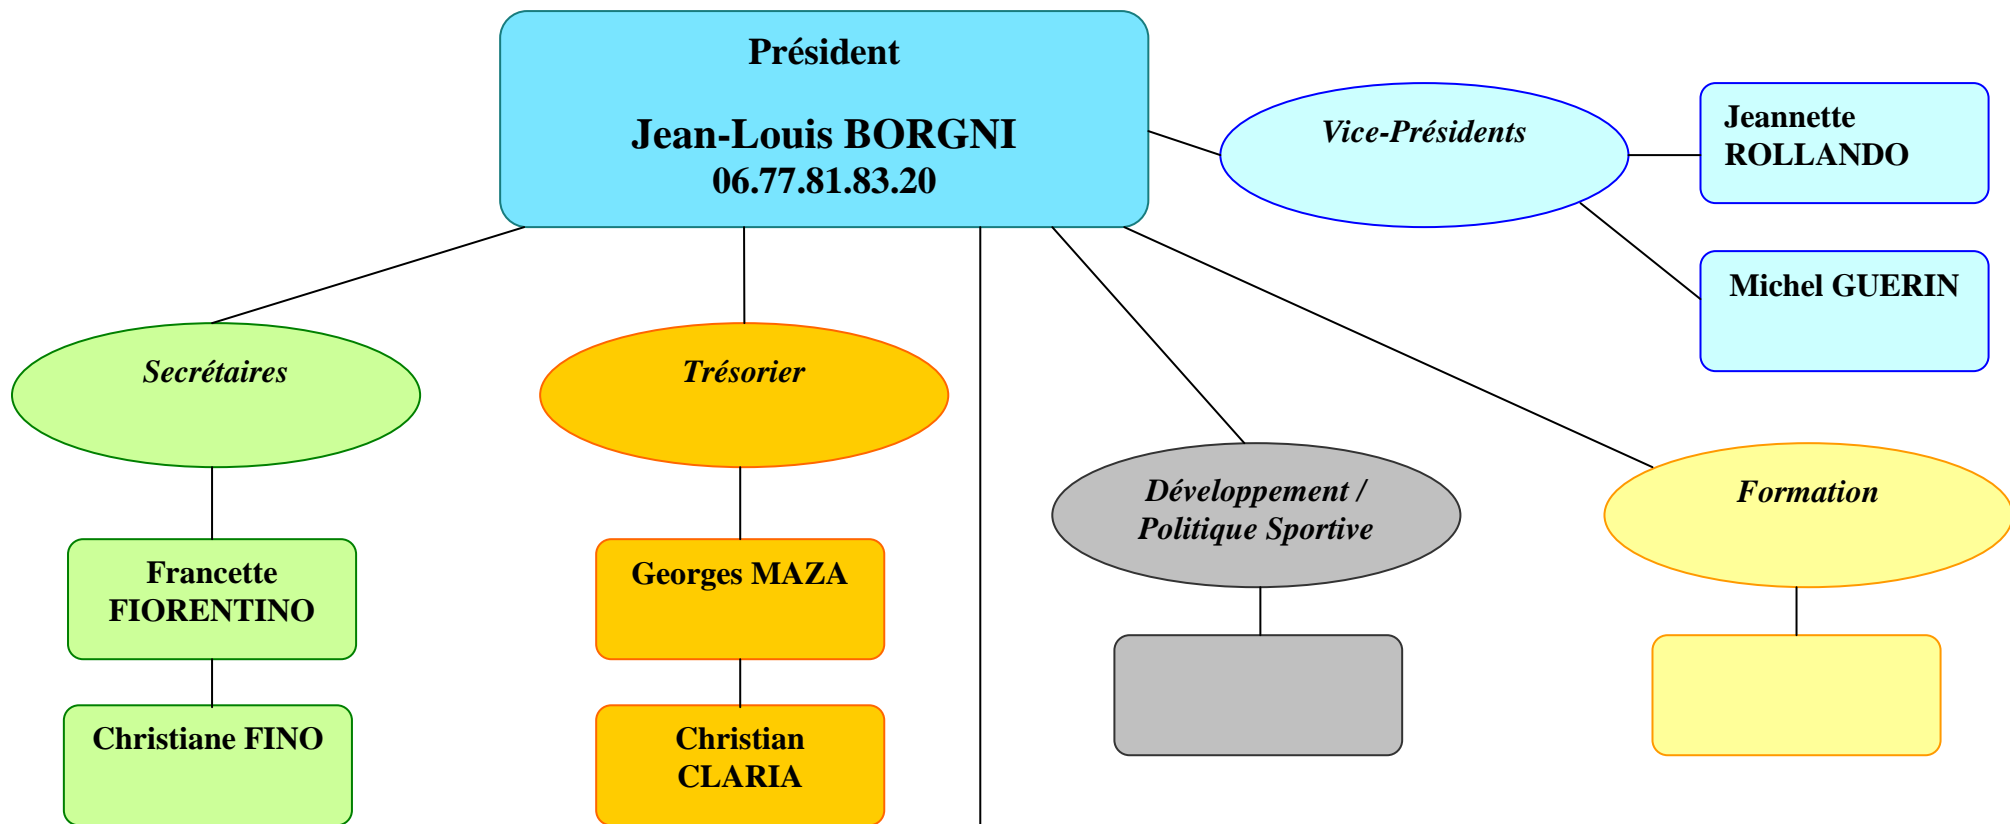 Président
Jean-Louis BORGNI
06.77.81.83.20
Vice-Présidents
Jeannette
ROLLANDO
Michel GUERIN
Secrétaires
Trésorier
Développement /
Politique Sportive
Formation
Francette
FIORENTINO
Georges MAZA
Christiane FINO
Christian
CLARIA